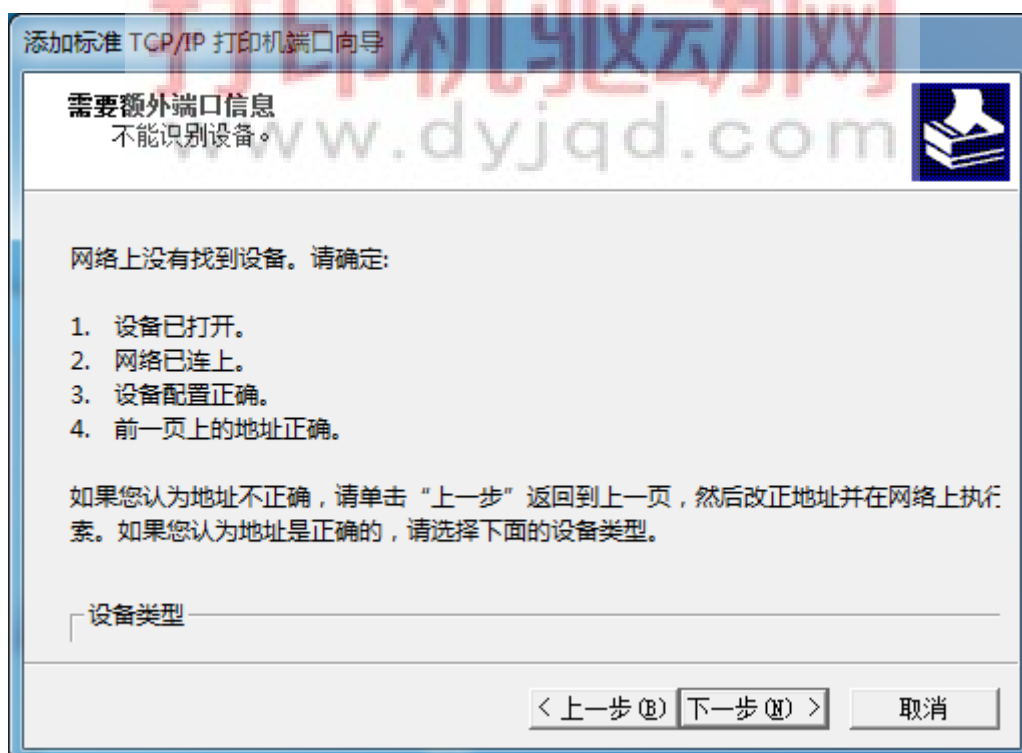 打印机驱动网
添加标准 TCP/IP 打印机端口向导
www.dyjqd.com
需要额外端口信息
不能识别设备。
网络上没有找到设备。请确定:
1. 设备已打开。
2. 网络已连上。
3. 设备配置正确。
4. 前一页上的地址正确。
如果您认为地址不正确，请单击“上一步”返回到上一页，然后改正地址并在网络上执行
索。如果您认为地址是正确的，请选择下面的设备类型。
设备类型
< 上一步(B)
下一步(N) >
取消